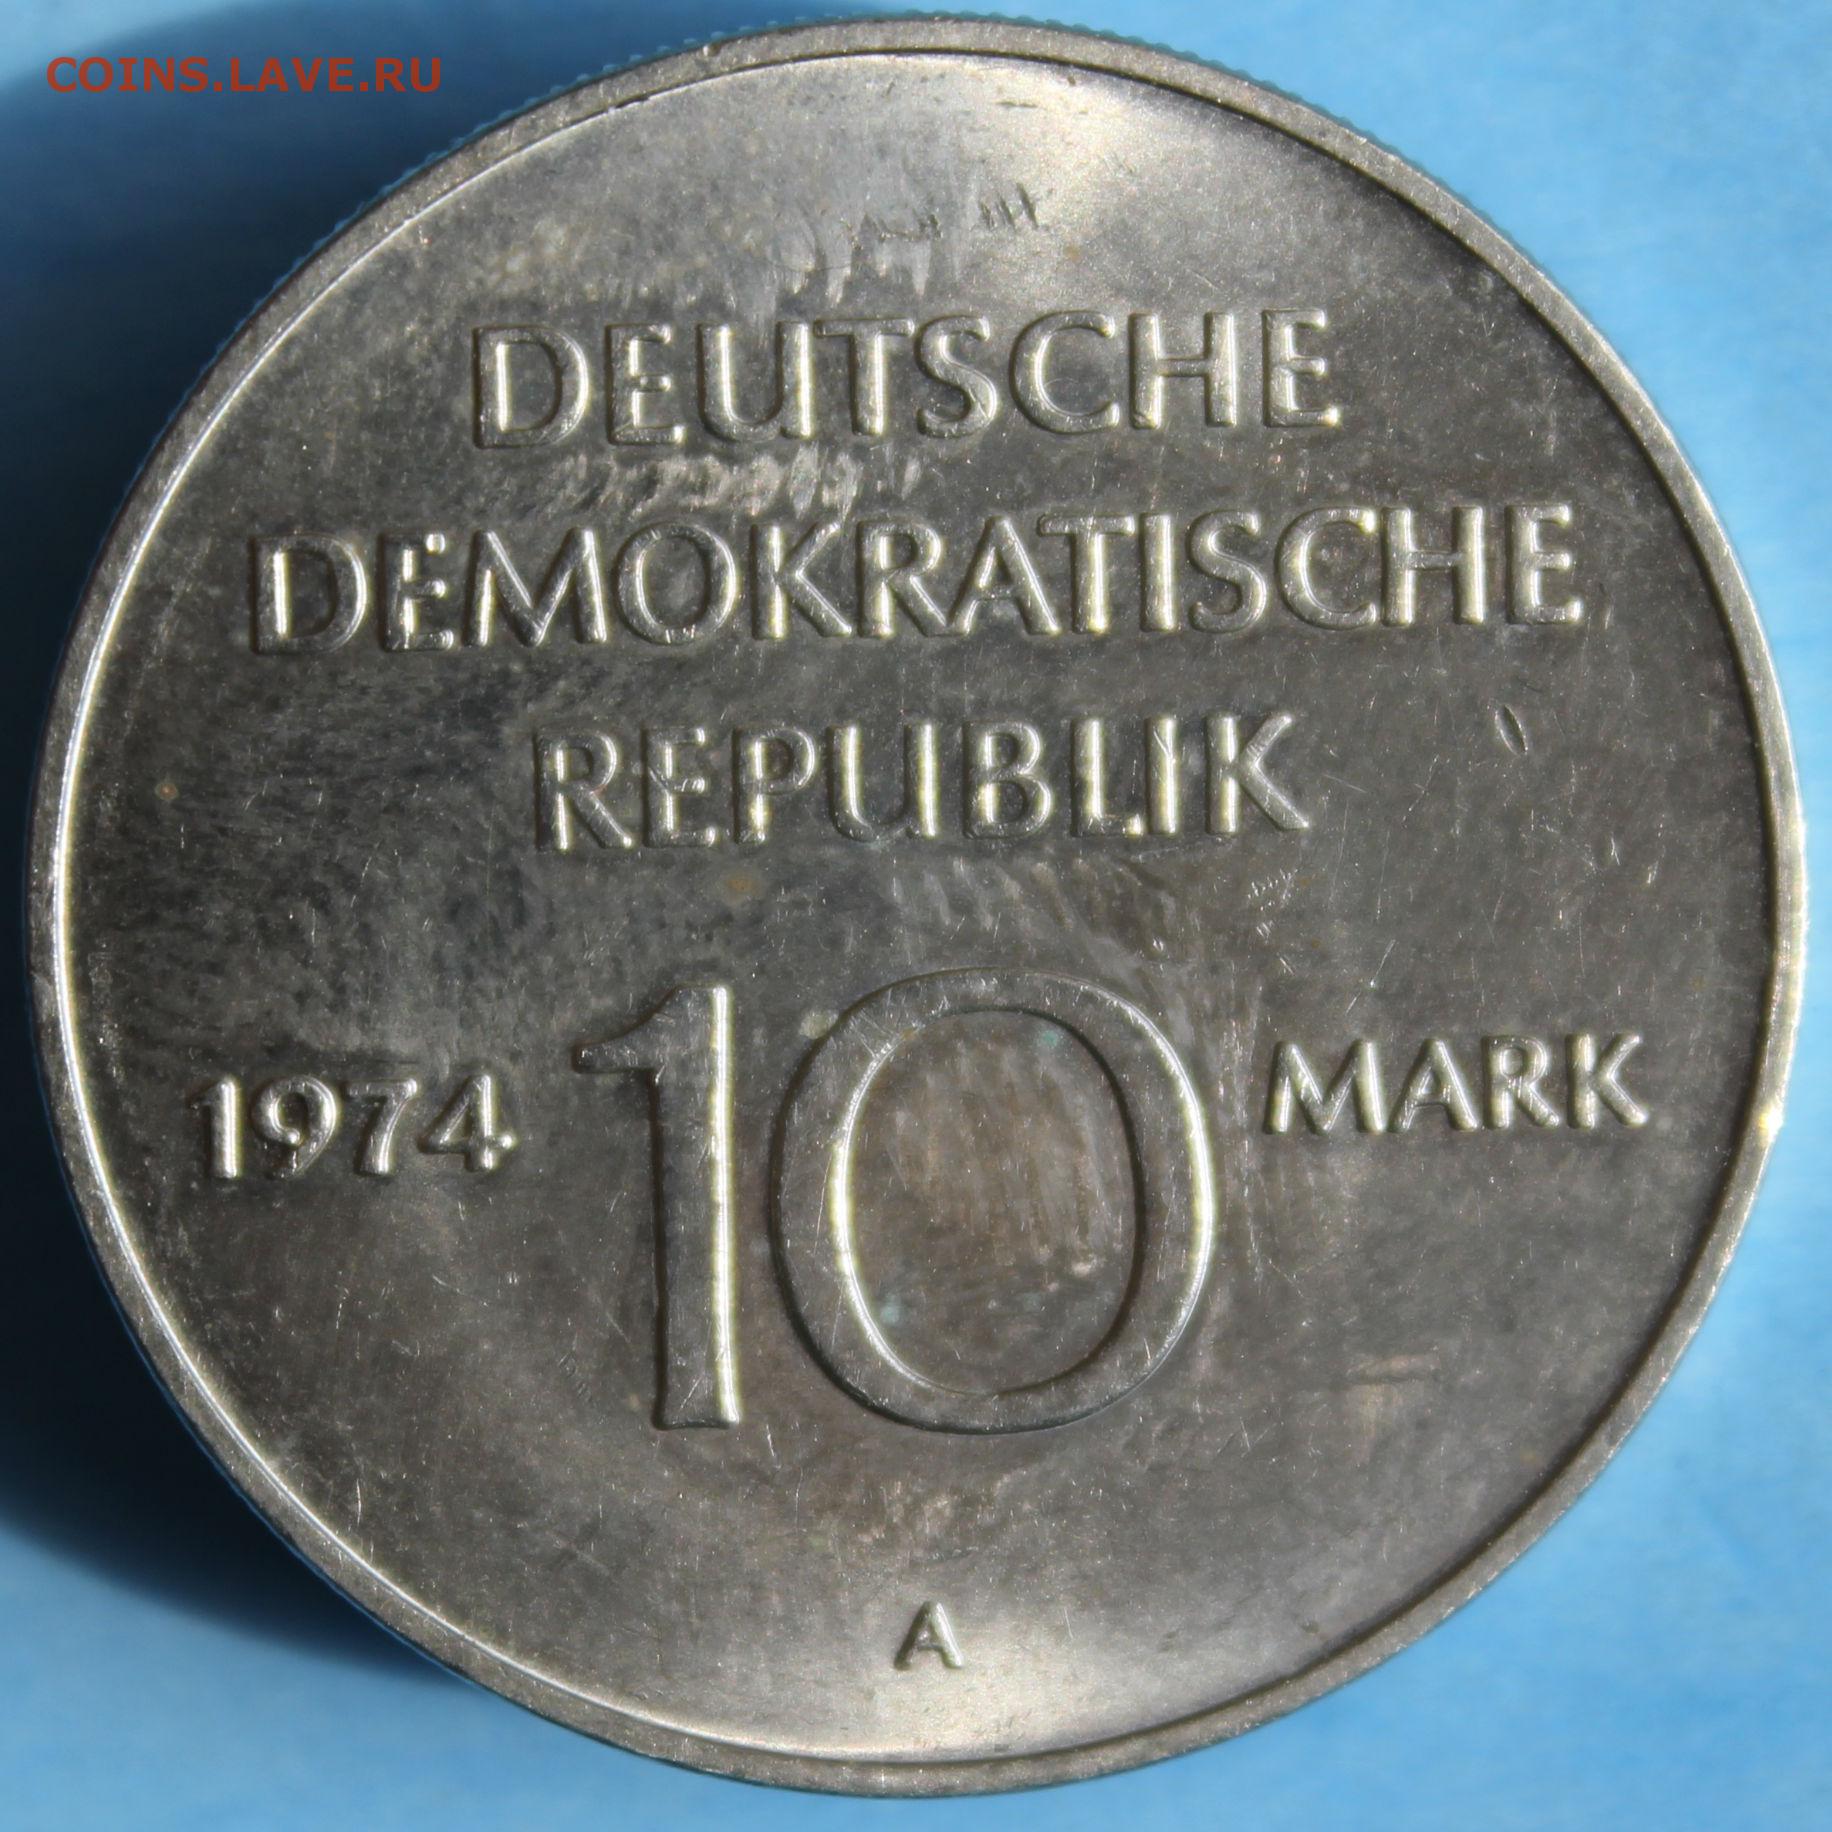 COINS.LAVE.RU
DEUTSCHE
DEMOKRATISCHE
REPUBLIK
1974 10 MARK
A